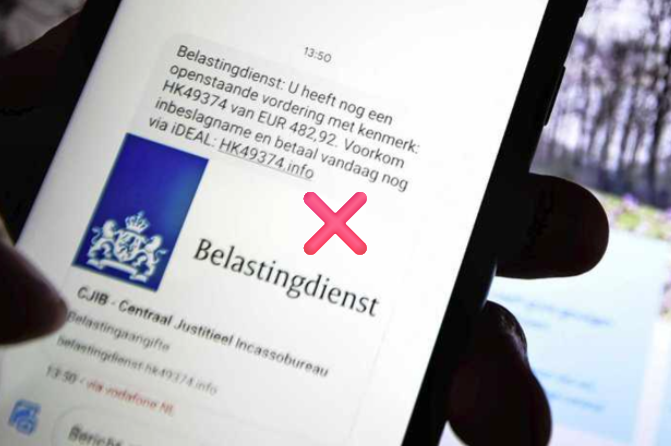 13:50
Belastingdienst: U heeft nog een
openstaande vordering met kenmerk:
HK49374 van EUR 482,92. Voorkom
inbeslagname en betaal vandaag nog
via iDEAL: HK49374.info
Belastingdienst
CJIB - Centraal Justitieel Incassobureau
Belastingaangifte
belastingdienst.hk49374.info
13:50 • via vodafone NL